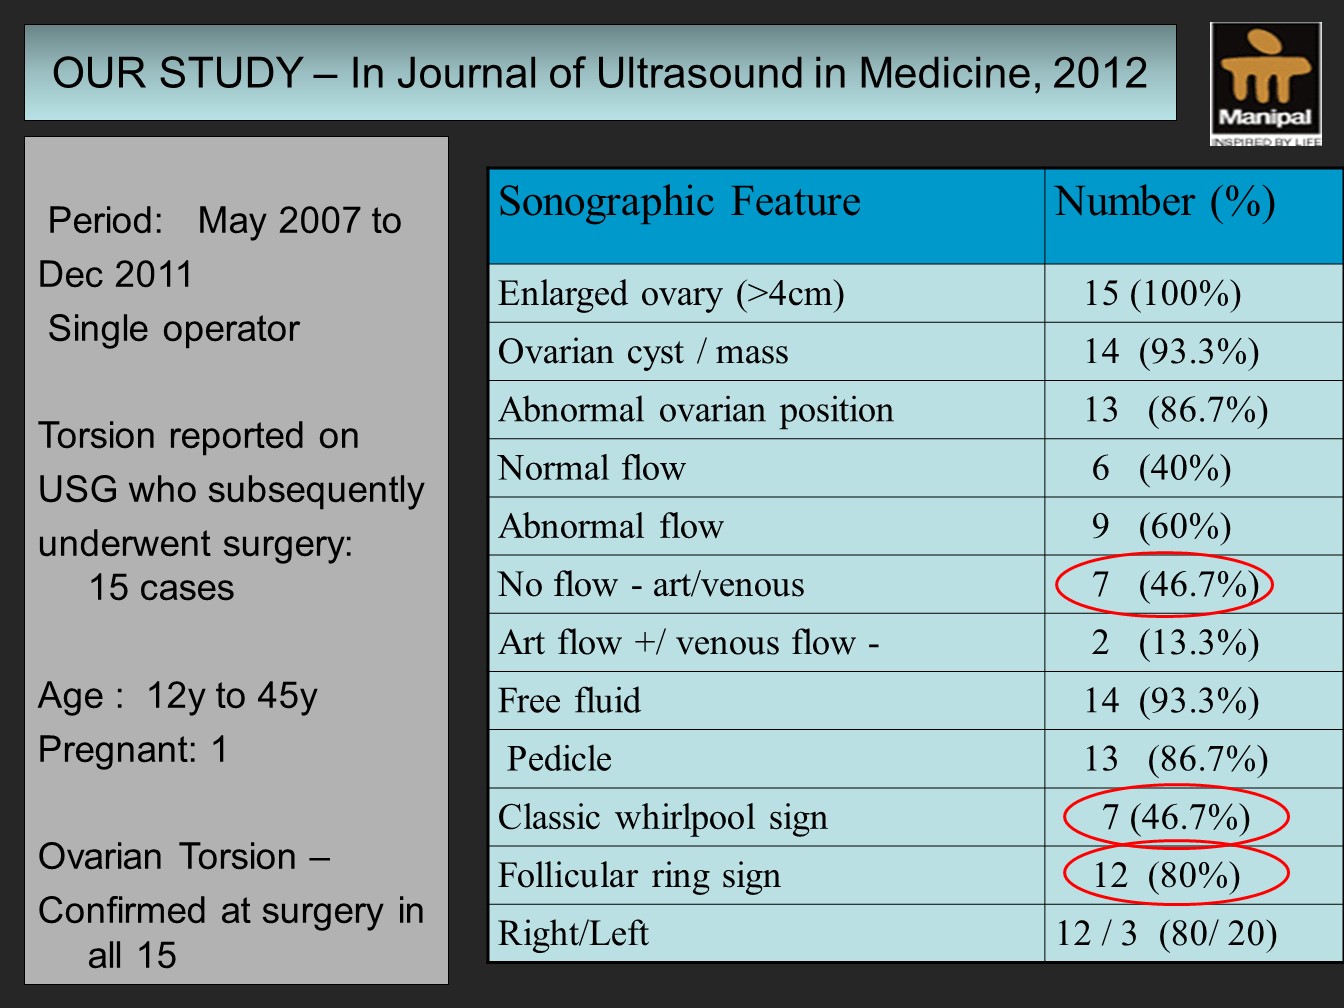 OUR STUDY – In Journal of Ultrasound in Medicine, 2012
Manipal
INSPIRED BY LIFE
Period: May 2007 to
Dec 2011
Single operator
Torsion reported on
USG who subsequently
underwent surgery:
15 cases
Age : 12y to 45y
Pregnant: 1
Ovarian Torsion –
Confirmed at surgery in
all 15
Sonographic Feature Number (%)
Enlarged ovary (>4cm) 15 (100%)
Ovarian cyst / mass 14 (93.3%)
Abnormal ovarian position 13 (86.7%)
Normal flow 6 (40%)
Abnormal flow 9 (60%)
No flow - art/venous 7 (46.7%)
Art flow +/ venous flow - 2 (13.3%)
Free fluid 14 (93.3%)
Pedicle 13 (86.7%)
Classic whirlpool sign 7 (46.7%)
Follicular ring sign 12 (80%)
Right/Left 12 / 3 (80/ 20)